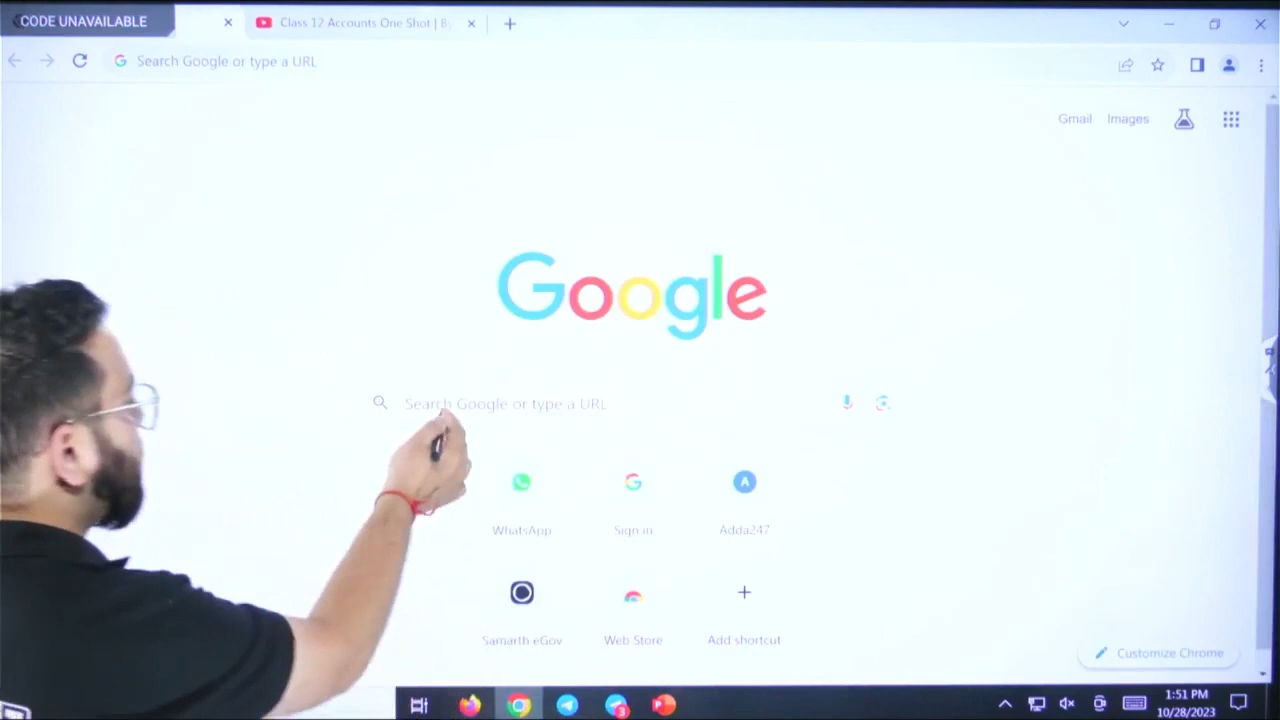 CODE UNAVAILABLE
Class 12 Accounts One Shot | B
Search Google or type a URL
Gmail Images
Google
Search Google or type a URL
WhatsApp
Sign in
A
Adda247
Samarth eGov
Web Store
Add shortcut
Customize Chrome
3
1:51 PM
10/28/2023